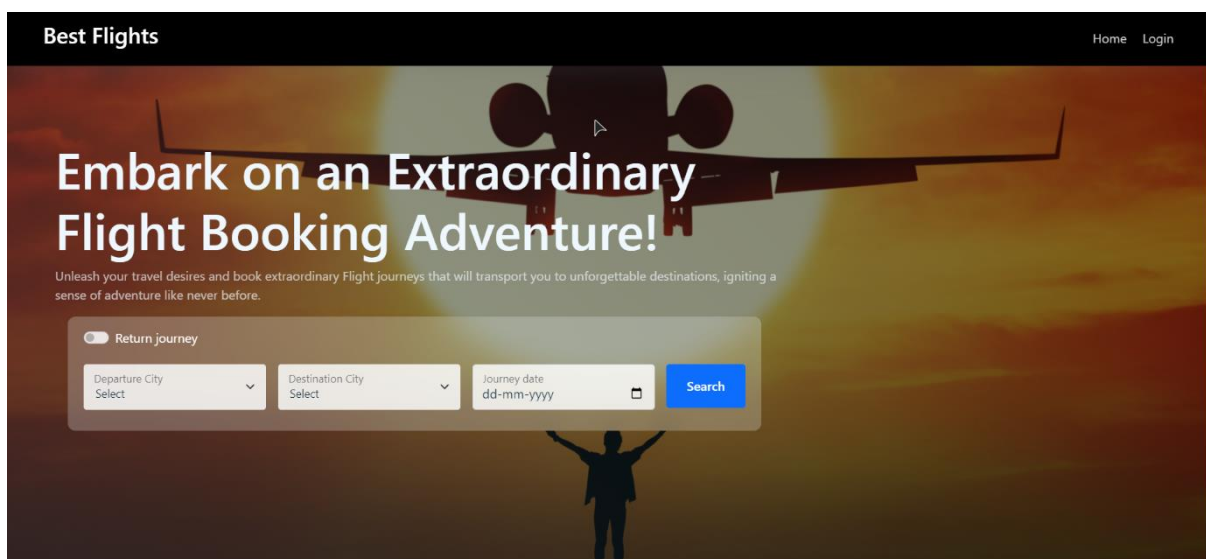 Best Flights
Home Login
Embark on an Extraordinary
Flight Booking Adventure!
Unleash your travel desires and book extraordinary Flight journeys that will transport you to unforgettable destinations, igniting a
sense of adventure like never before.
Return journey
Departure City
Select
Destination City
Select
Journey date
dd-mm-yyyy
Search